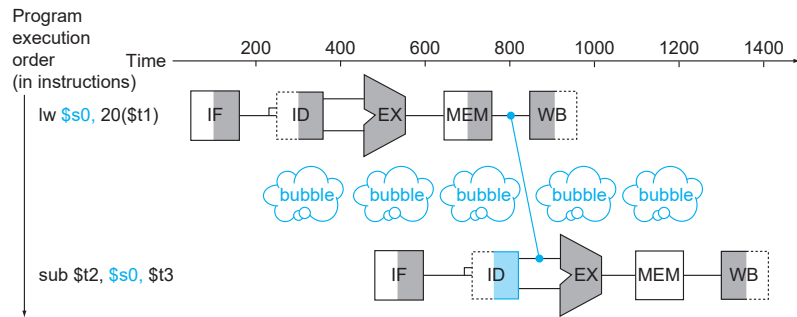 Program
execution
order
(in instructions)
Time
200 400 600 800 1000 1200 1400
lw $s0, 20($t1)
IF ID EX MEM WB
bubble bubble bubble bubble bubble
sub $t2, $s0, $t3
IF ID EX MEM WB